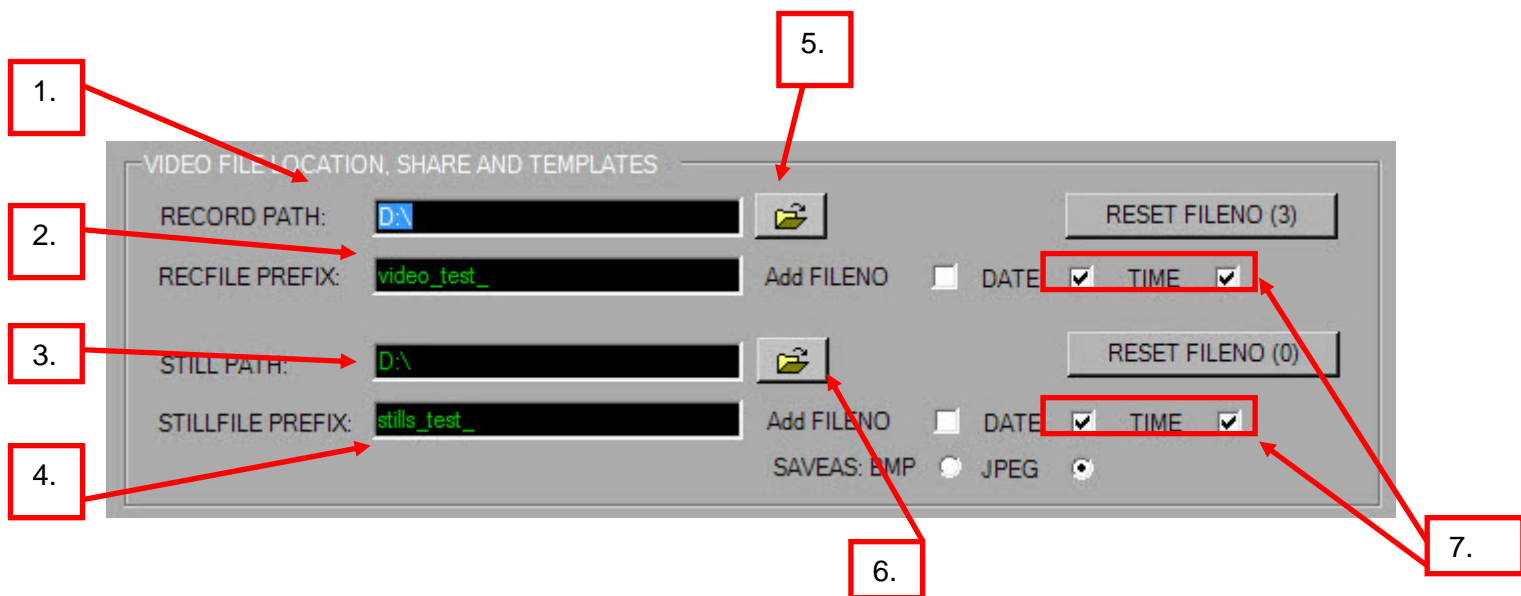 5.
1.
VIDEO FILE LOCATION, SHARE AND TEMPLATES
RECORD PATH: D:\ RESET FILENO (3)
2.
RECFILE PREFIX: video_test_ Add FILENO DATE TIME
3.
STILL PATH: D:\ RESET FILENO (0)
STILLFILE PREFIX: stills_test_ Add FILENO DATE TIME
4.
SAVEAS: BMP JPEG
7.
6.